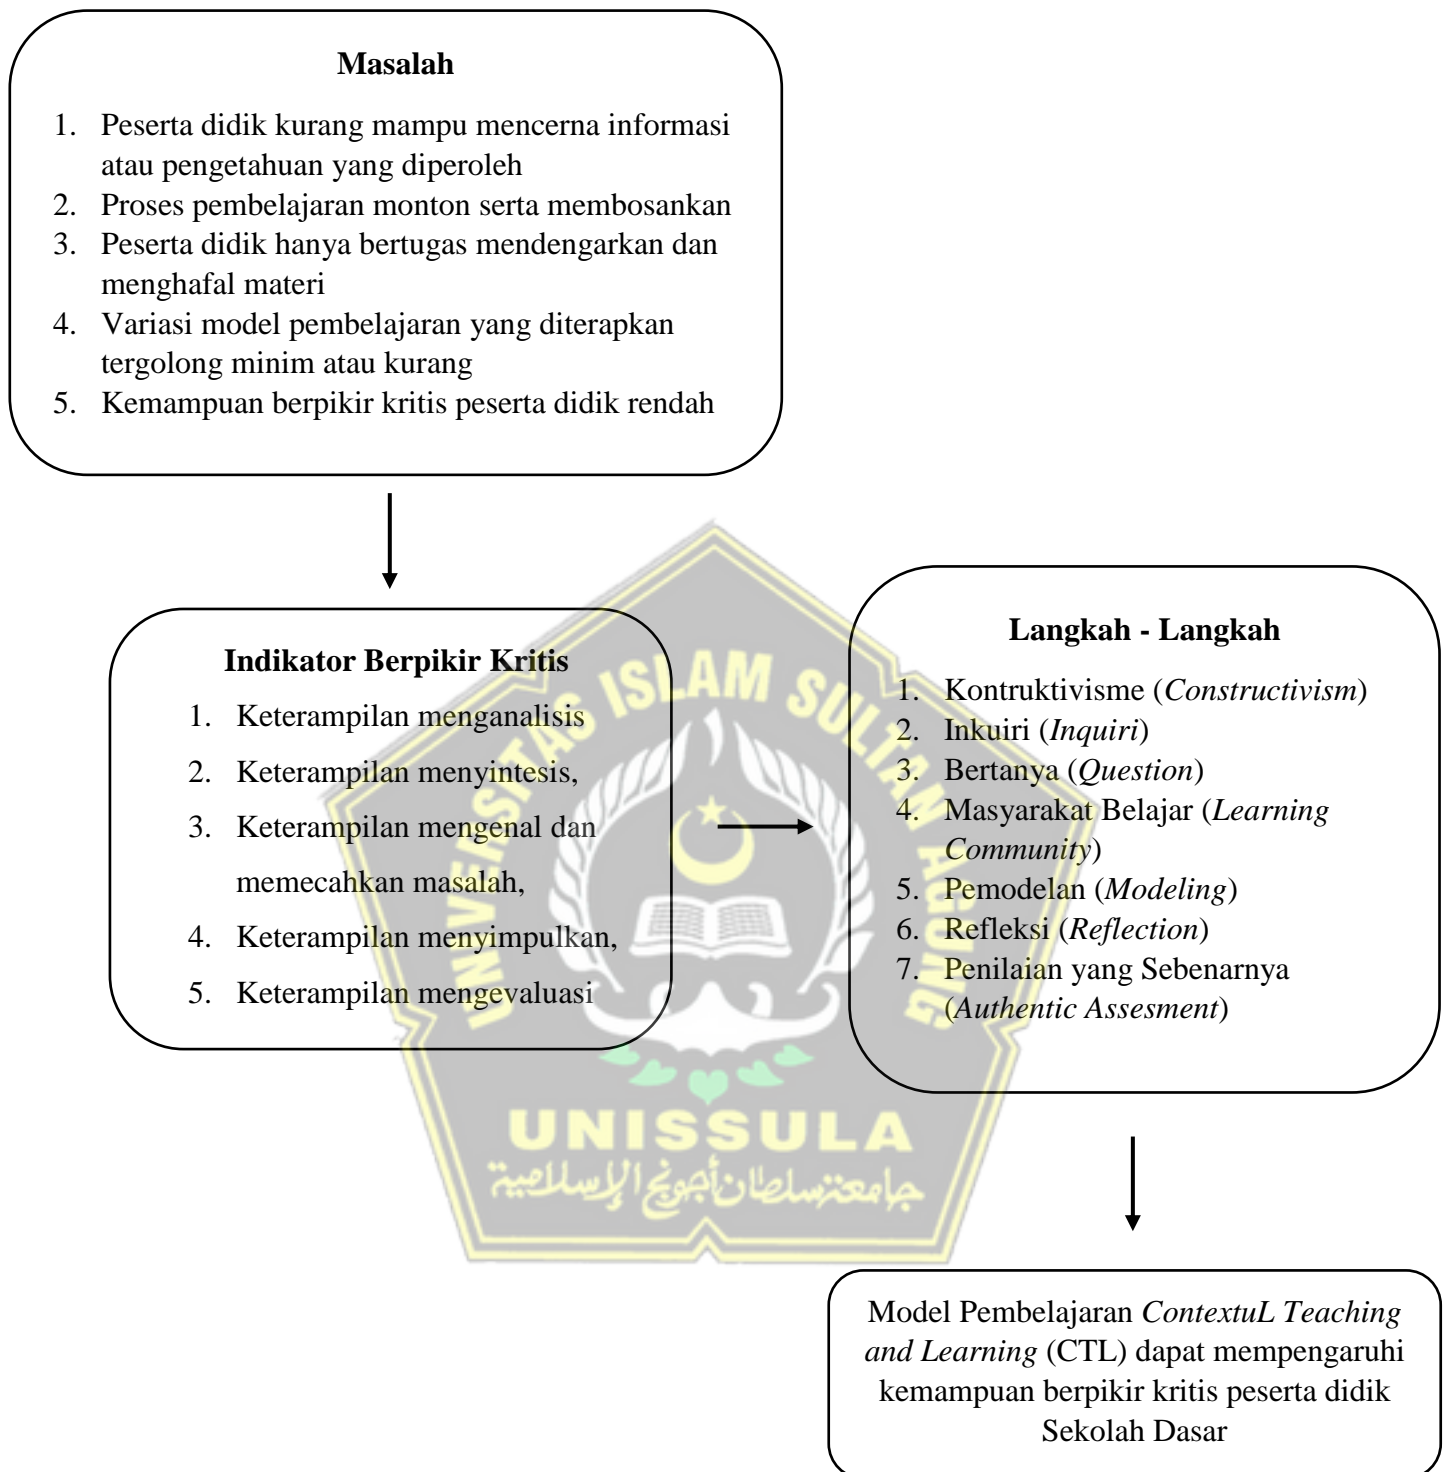 Masalah
1. Peserta didik kurang mampu mencerna informasi
atau pengetahuan yang diperoleh
2. Proses pembelajaran monton serta membosankan
3. Peserta didik hanya bertugas mendengarkan dan
menghafal materi
4. Variasi model pembelajaran yang diterapkan
tergolong minim atau kurang
5. Kemampuan berpikir kritis peserta didik rendah
Indikator Berpikir Kritis
1. Keterampilan menganalisis
2. Keterampilan menyintesis,
3. Keterampilan mengenal dan
memecahkan masalah,
4. Keterampilan menyimpulkan,
5. Keterampilan mengevaluasi
Langkah - Langkah
1. Kontruktivisme (Constructivism)
2. Inkuiri (Inquiri)
3. Bertanya (Question)
4. Masyarakat Belajar (Learning
Community)
5. Pemodelan (Modeling)
6. Refleksi (Reflection)
7. Penilaian yang Sebenarnya
(Authentic Assesment)
UNIVERSITAS ISLAM SULTAN AGUNG
UNISSULA
جامعة سلطان أجونج الإسلامية
Model Pembelajaran ContextuL Teaching
and Learning (CTL) dapat mempengaruhi
kemampuan berpikir kritis peserta didik
Sekolah Dasar